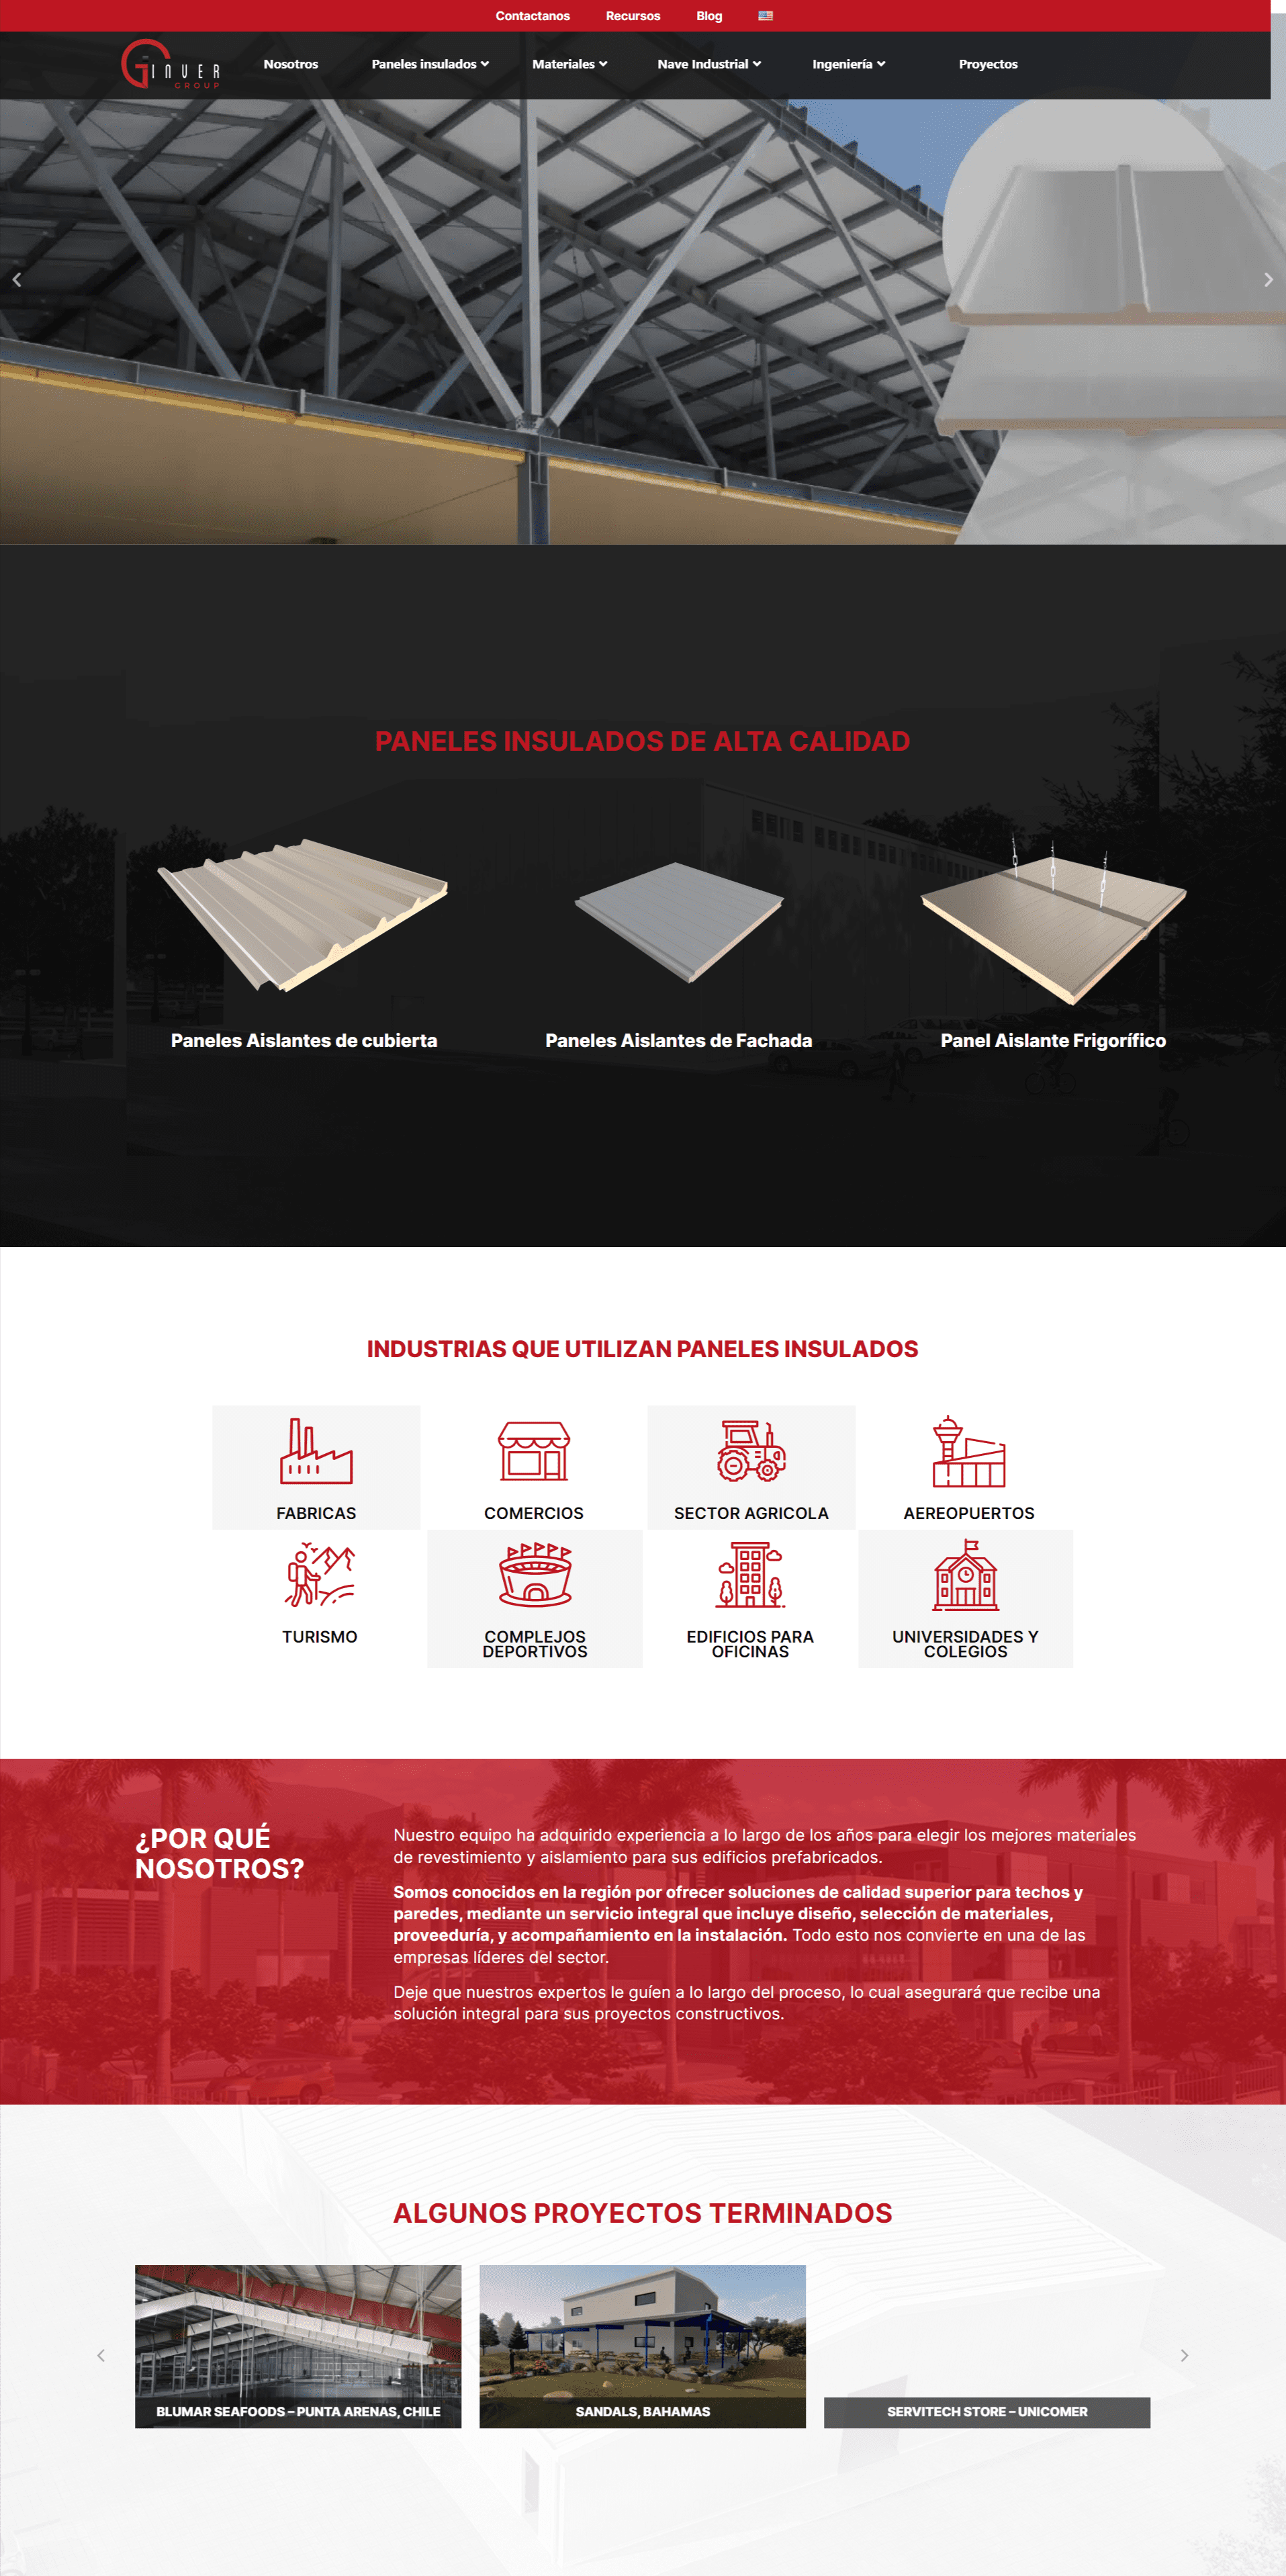 Contactanos Recursos Blog
GINVER
GROUP
Nosotros Paneles insulados Materiales Nave Industrial Ingeniería Proyectos
PANELES INSULADOS DE ALTA CALIDAD
Paneles Aislantes de cubierta
Paneles Aislantes de Fachada
Panel Aislante Frigorífico
INDUSTRIAS QUE UTILIZAN PANELES INSULADOS
FABRICAS
COMERCIOS
SECTOR AGRICOLA
AEREOPUERTOS
TURISMO
COMPLEJOS
DEPORTIVOS
EDIFICIOS PARA
OFICINAS
UNIVERSIDADES Y
COLEGIOS
¿POR QUÉ
NOSOTROS?
Nuestro equipo ha adquirido experiencia a lo largo de los años para elegir los mejores materiales
de revestimiento y aislamiento para sus edificios prefabricados.
Somos conocidos en la región por ofrecer soluciones de calidad superior para techos y
paredes, mediante un servicio integral que incluye diseño, selección de materiales,
proveeduría, y acompañamiento en la instalación. Todo esto nos convierte en una de las
empresas líderes del sector.
Deje que nuestros expertos le guíen a lo largo del proceso, lo cual asegurará que recibe una
solución integral para sus proyectos constructivos.
ALGUNOS PROYECTOS TERMINADOS
BLUMAR SEAFOODS – PUNTA ARENAS, CHILE
SANDALS, BAHAMAS
SERVITECH STORE – UNICOMER